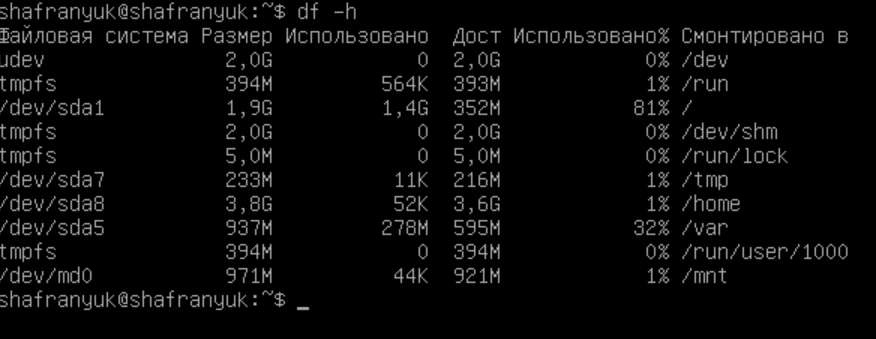 shafranyuk@shafranyuk:~$ df -h
Файловая система Размер Использовано Дост Использовано% Смонтировано в
udev 2,0G 0 2,0G 0% /dev
tmpfs 394M 564K 393M 1% /run
/dev/sda1 1,9G 1,4G 352M 81% /
tmpfs 2,0G 0 2,0G 0% /dev/shm
tmpfs 5,0M 0 5,0M 0% /run/lock
/dev/sda7 233M 11K 216M 1% /tmp
/dev/sda8 3,8G 52K 3,6G 1% /home
/dev/sda5 937M 278M 595M 32% /var
tmpfs 394M 0 394M 0% /run/user/1000
/dev/md0 971M 44K 921M 1% /mnt
shafranyuk@shafranyuk:~$ _